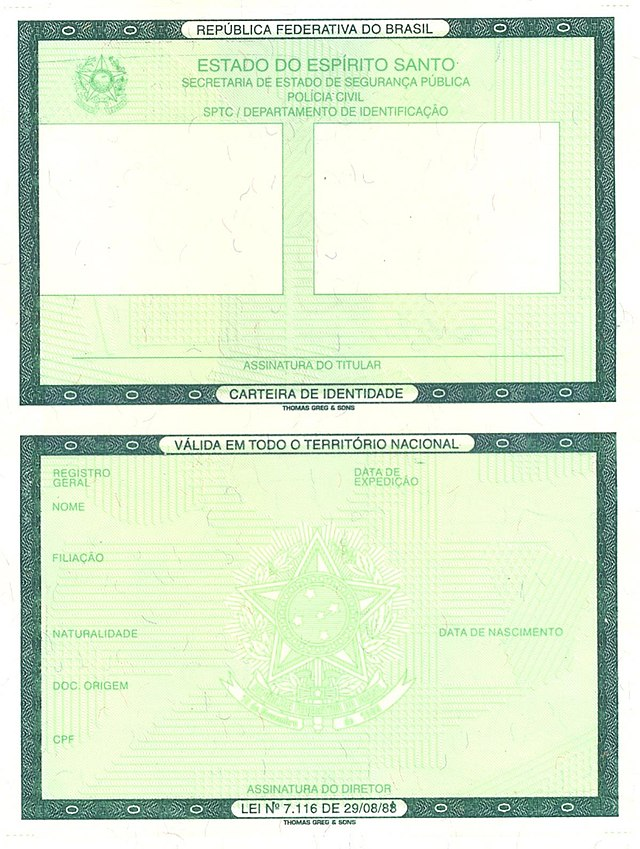 REPÚBLICA FEDERATIVA DO BRASIL
ESTADO DO ESPÍRITO SANTO
SECRETARIA DE ESTADO DE SEGURANÇA PÚBLICA
POLÍCIA CIVIL
SPTC / DEPARTAMENTO DE IDENTIFICAÇÃO
ASSINATURA DO TITULAR
CARTEIRA DE IDENTIDADE
THOMAS GREG & SONS
VÁLIDA EM TODO O TERRITÓRIO NACIONAL
REGISTRO GERAL
DATA DE EXPEDIÇÃO
NOME
FILIAÇÃO
NATURALIDADE
DATA DE NASCIMENTO
DOC. ORIGEM
CPF
ASSINATURA DO DIRETOR
LEI Nº 7.116 DE 29/08/83
THOMAS GREG & SONS